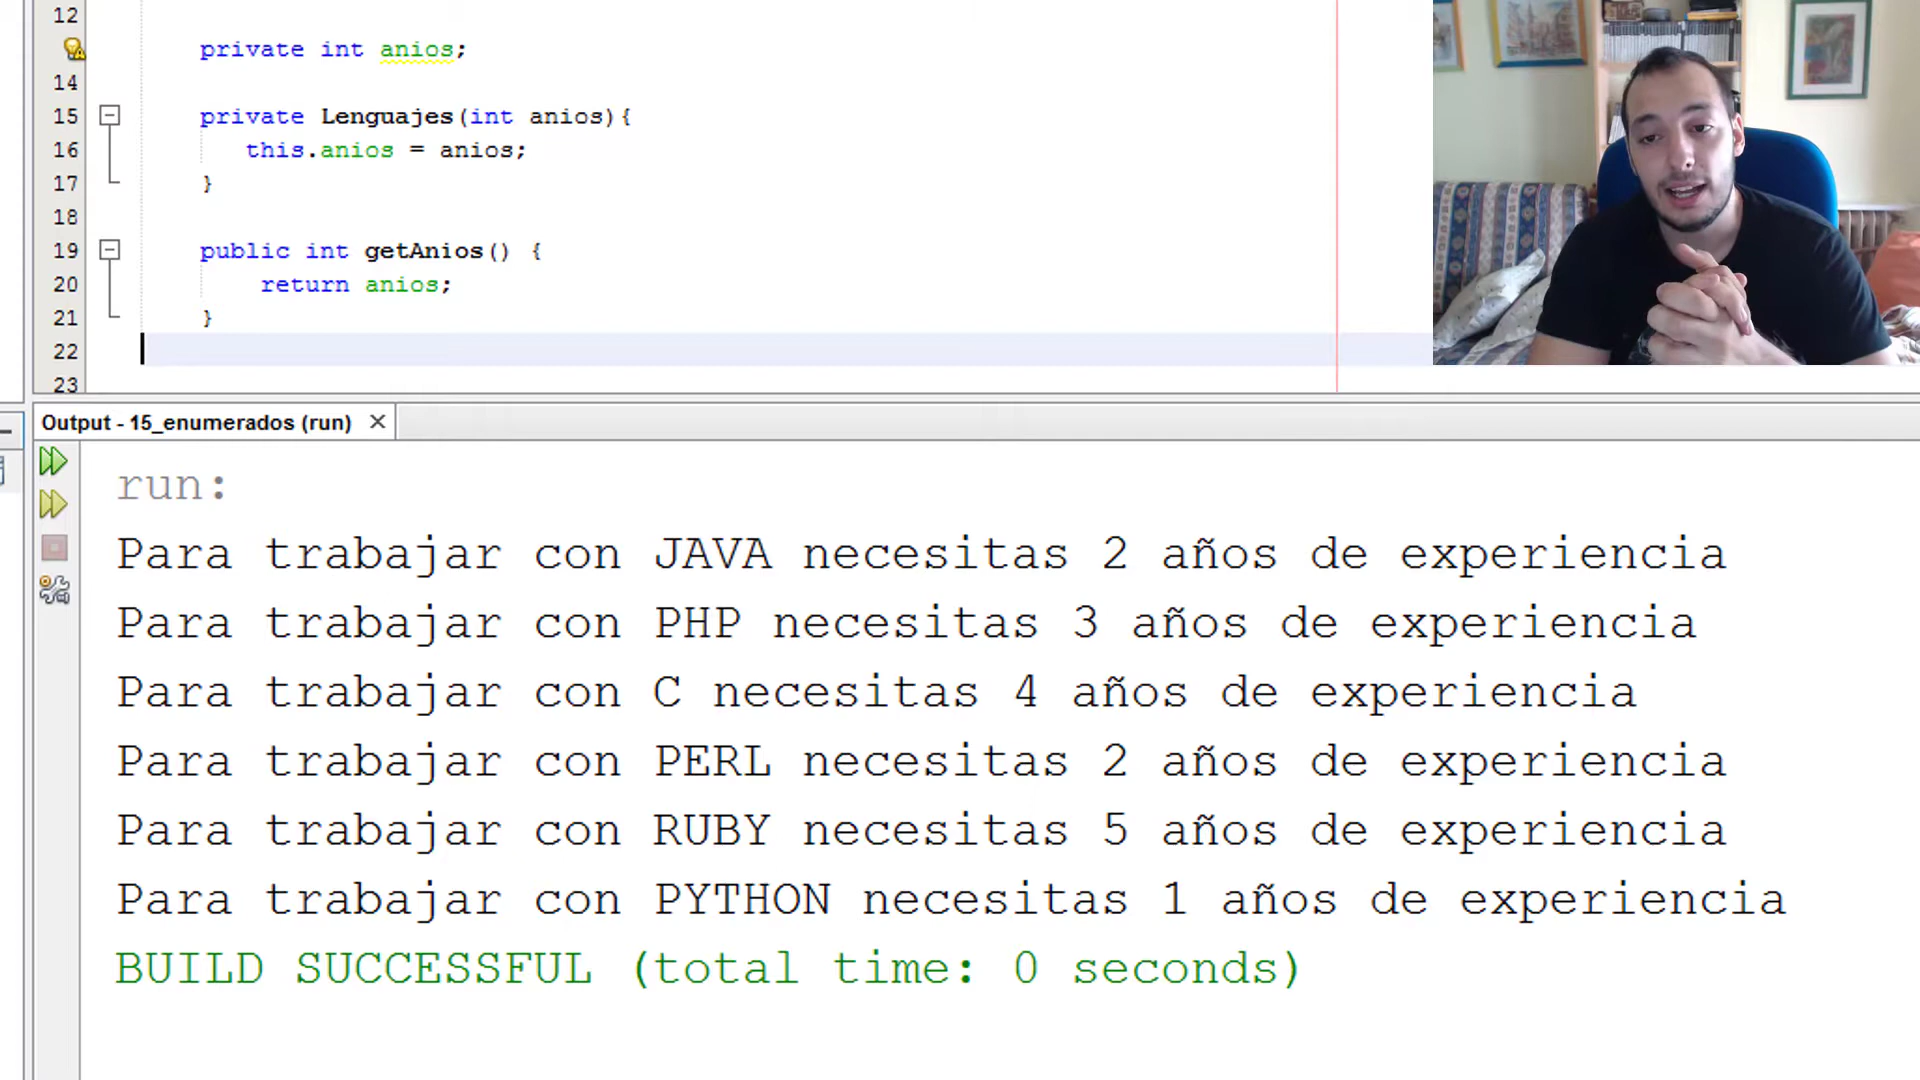 12
private int anios;
14
15 private Lenguajes(int anios){
16 this.anios = anios;
17 }
18
19 public int getAnios() {
20 return anios;
21 }
22
23
Output - 15_enumerados (run)
run:
Para trabajar con JAVA necesitas 2 años de experiencia
Para trabajar con PHP necesitas 3 años de experiencia
Para trabajar con C necesitas 4 años de experiencia
Para trabajar con PERL necesitas 2 años de experiencia
Para trabajar con RUBY necesitas 5 años de experiencia
Para trabajar con PYTHON necesitas 1 años de experiencia
BUILD SUCCESSFUL (total time: 0 seconds)